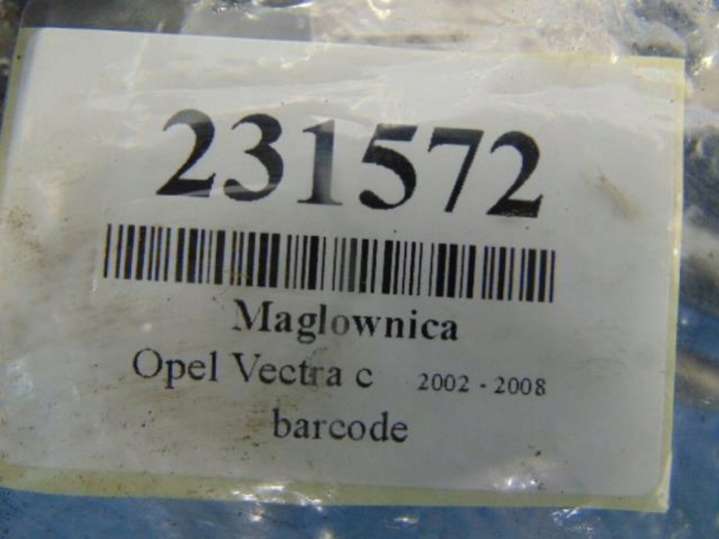 231572
Maglownica
Opel Vectra c 2002 - 2008
barcode